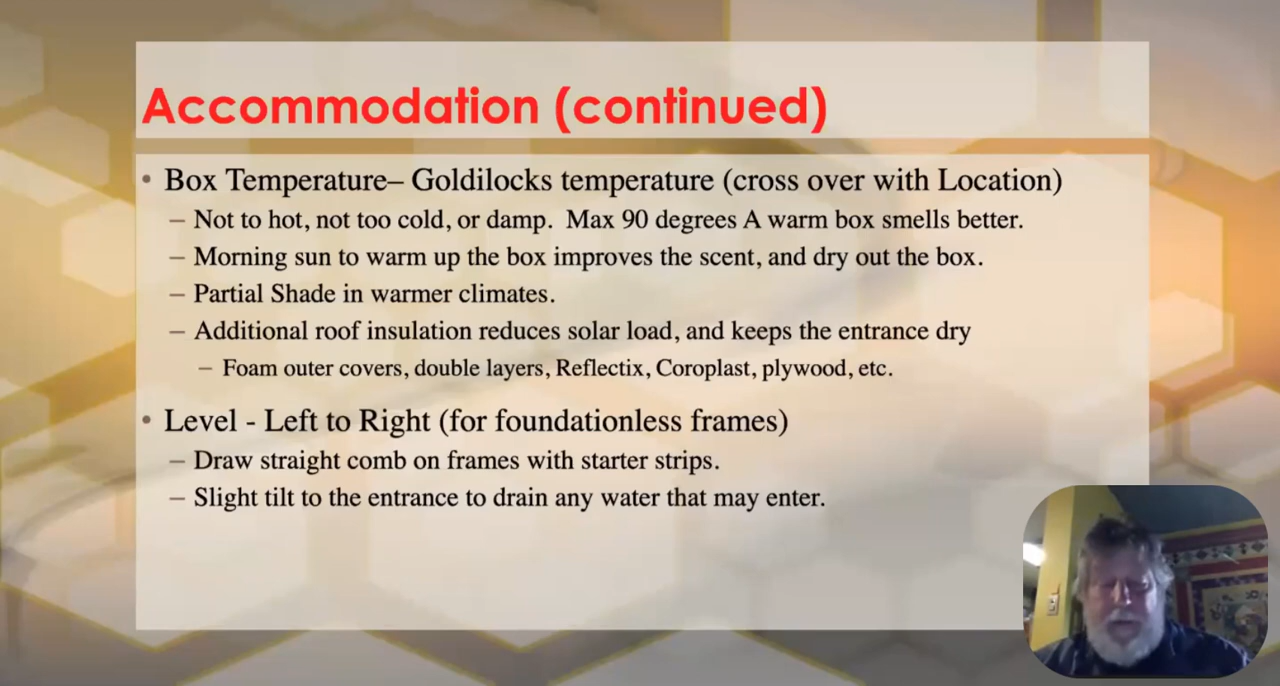 Accommodation (continued)
• Box Temperature– Goldilocks temperature (cross over with Location)
– Not to hot, not too cold, or damp.  Max 90 degrees A warm box smells better.
– Morning sun to warm up the box improves the scent, and dry out the box.
– Partial Shade in warmer climates.
– Additional roof insulation reduces solar load, and keeps the entrance dry
– Foam outer covers, double layers, Reflectix, Coroplast, plywood, etc.
• Level - Left to Right (for foundationless frames)
– Draw straight comb on frames with starter strips.
– Slight tilt to the entrance to drain any water that may enter.